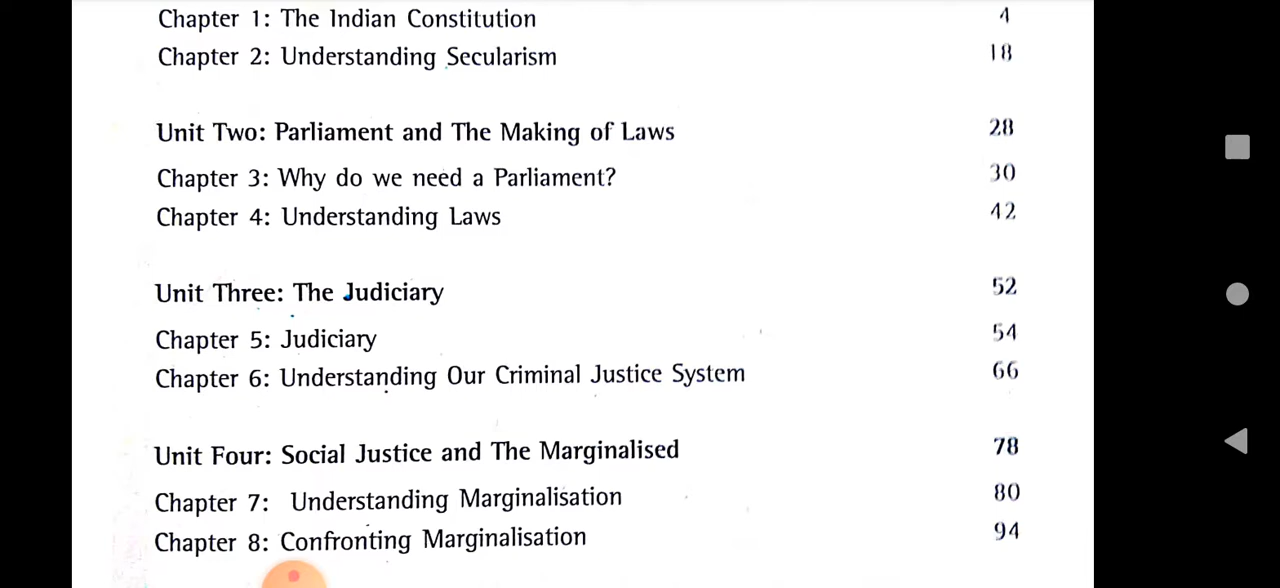 Chapter 1: The Indian Constitution 4
Chapter 2: Understanding Secularism 18
Unit Two: Parliament and The Making of Laws 28
Chapter 3: Why do we need a Parliament? 30
Chapter 4: Understanding Laws 42
Unit Three: The Judiciary 52
Chapter 5: Judiciary 54
Chapter 6: Understanding Our Criminal Justice System 66
Unit Four: Social Justice and The Marginalised 78
Chapter 7: Understanding Marginalisation 80
Chapter 8: Confronting Marginalisation 94